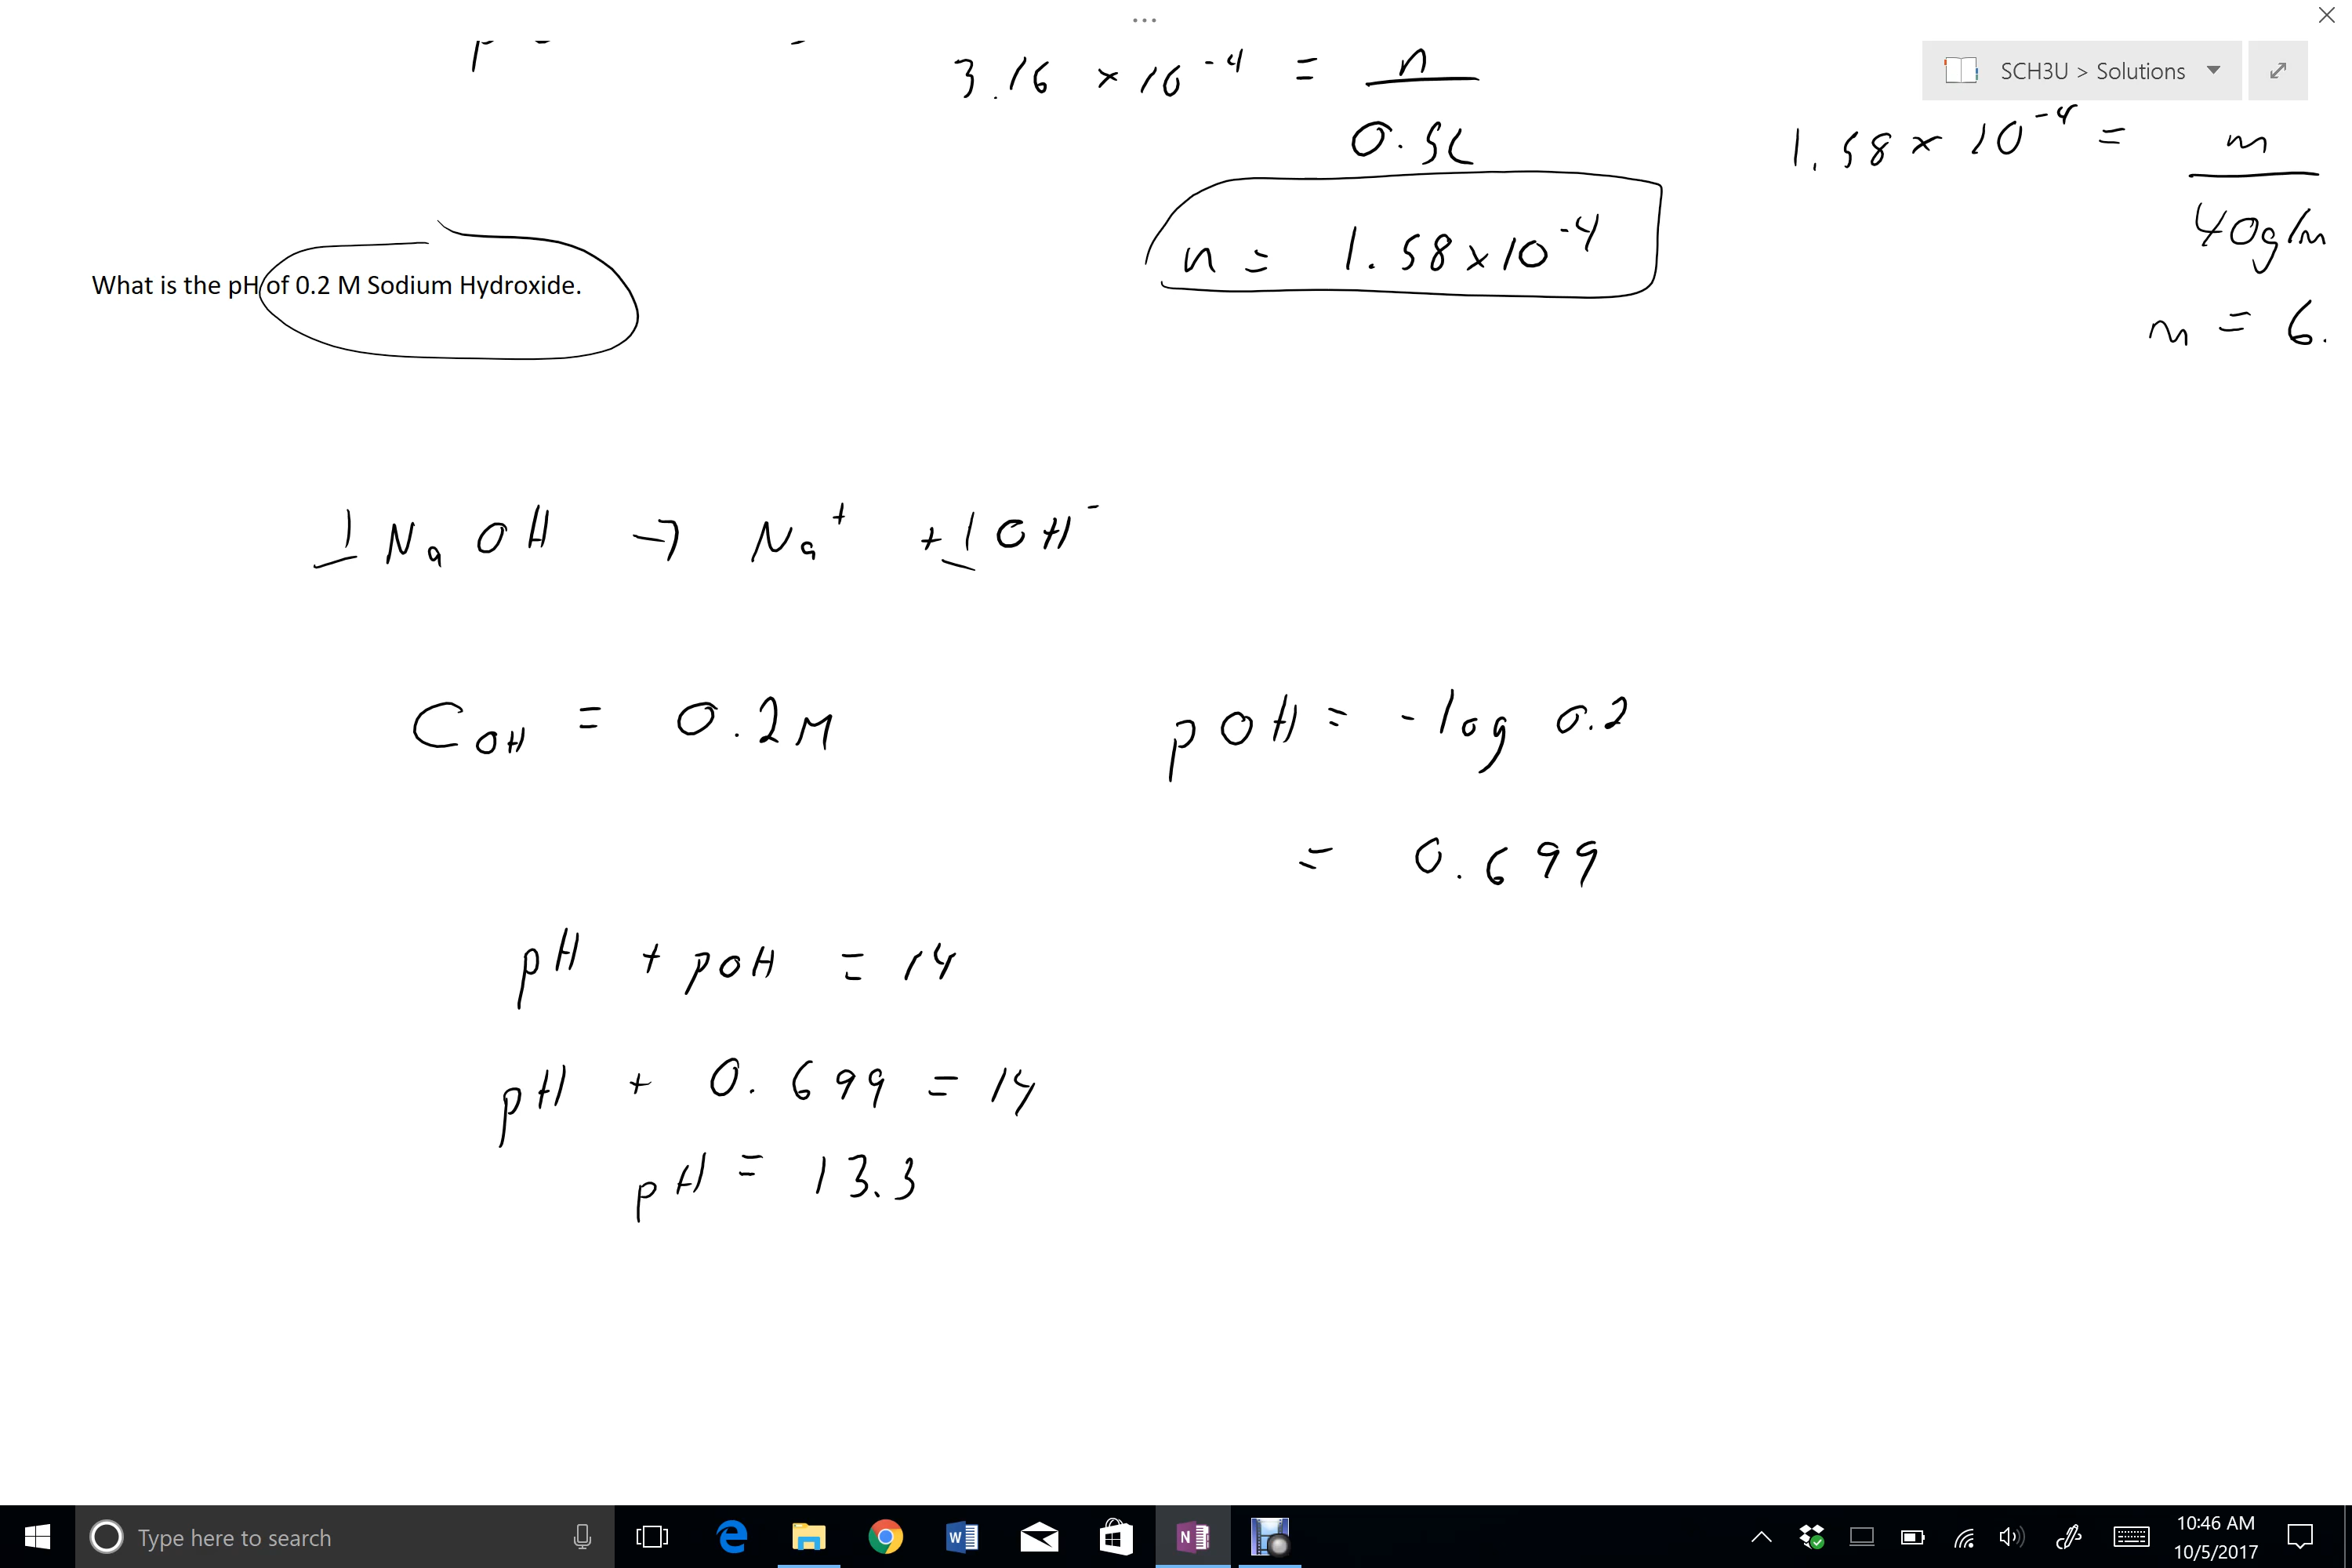 3.16 × 10⁻⁴ = n / 0.5L
SCH3U > Solutions
1.58 × 10⁻⁴ = m / 40g/m
n = 1.58×10⁻⁴
What is the pH of 0.2 M Sodium Hydroxide.
m = 6.
1 NaOH → Na⁺ + 1 OH⁻
C_OH = 0.2M
pOH = -log 0.2
= 0.699
pH + pOH = 14
pH + 0.699 = 14
pH = 13.3
Type here to search
10:46 AM
10/5/2017